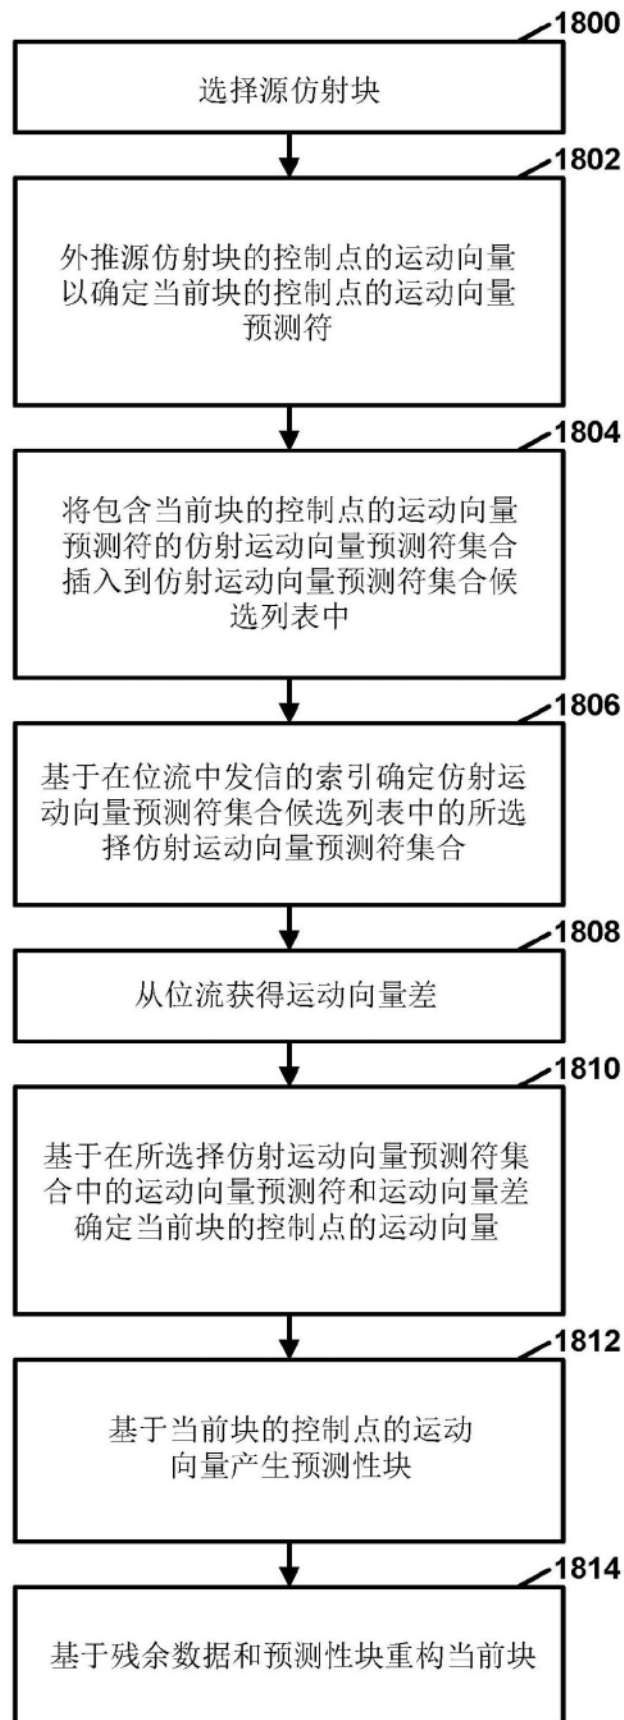 1800
选择源仿射块
1802
外推源仿射块的控制点的运动向量
以确定当前块的控制点的运动向量
预测符
1804
将包含当前块的控制点的运动向量
预测符的仿射运动向量预测符集合
插入到仿射运动向量预测符集合候
选列表中
1806
基于在位流中发信的索引确定仿射运
动向量预测符集合候选列表中的所选
择仿射运动向量预测符集合
1808
从位流获得运动向量差
1810
基于在所选择仿射运动向量预测符集
合中的运动向量预测符和运动向量差
确定当前块的控制点的运动向量
1812
基于当前块的控制点的运动
向量产生预测性块
1814
基于残余数据和预测性块重构当前块